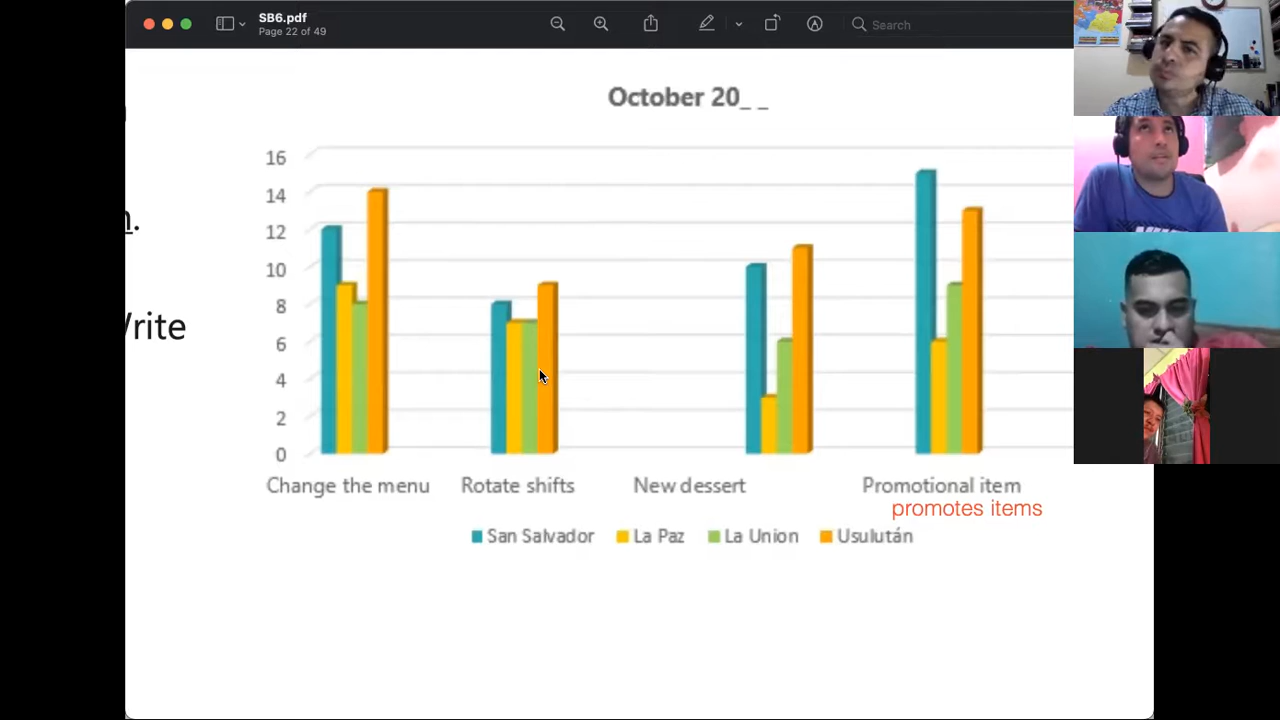 SB6.pdf
Page 22 of 49
Search
October 20_ _
16
14
12
10
8
6
4
2
0
n.
Write
Change the menu Rotate shifts New dessert Promotional item
promotes items
San Salvador La Paz La Union Usulután